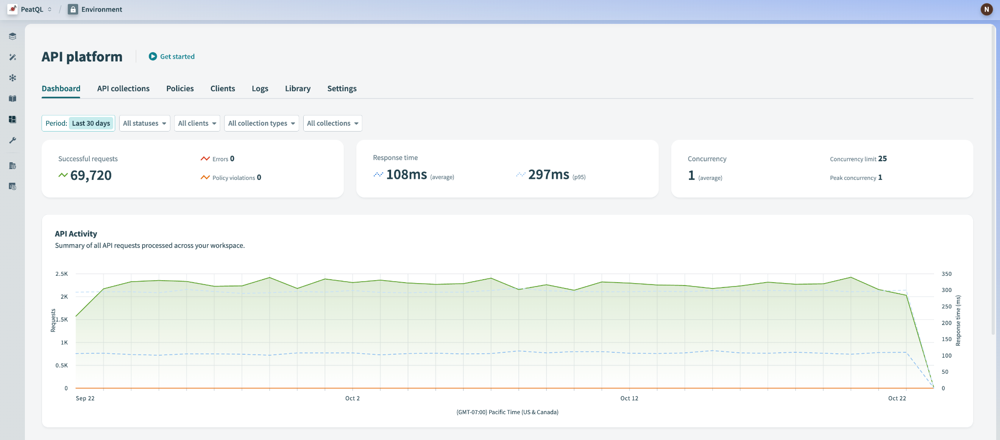 PeatQL / Environment N
API platform Get started
Dashboard API collections Policies Clients Logs Library Settings
Period: Last 30 days All statuses All clients All collection types All collections
Successful requests
69,720
Errors 0
Policy violations 0
Response time
108ms (average) 297ms (p95)
Concurrency
1 (average)
Concurrency limit 25
Peak concurrency 1
API Activity
Summary of all API requests processed across your workspace.
Requests
2.5K
2K
1.5K
1K
0.5K
0
350
300
250
200
150
100
50
0
Response time (ms)
Sep 22 Oct 2 Oct 12 Oct 22
(GMT-07:00) Pacific Time (US & Canada)